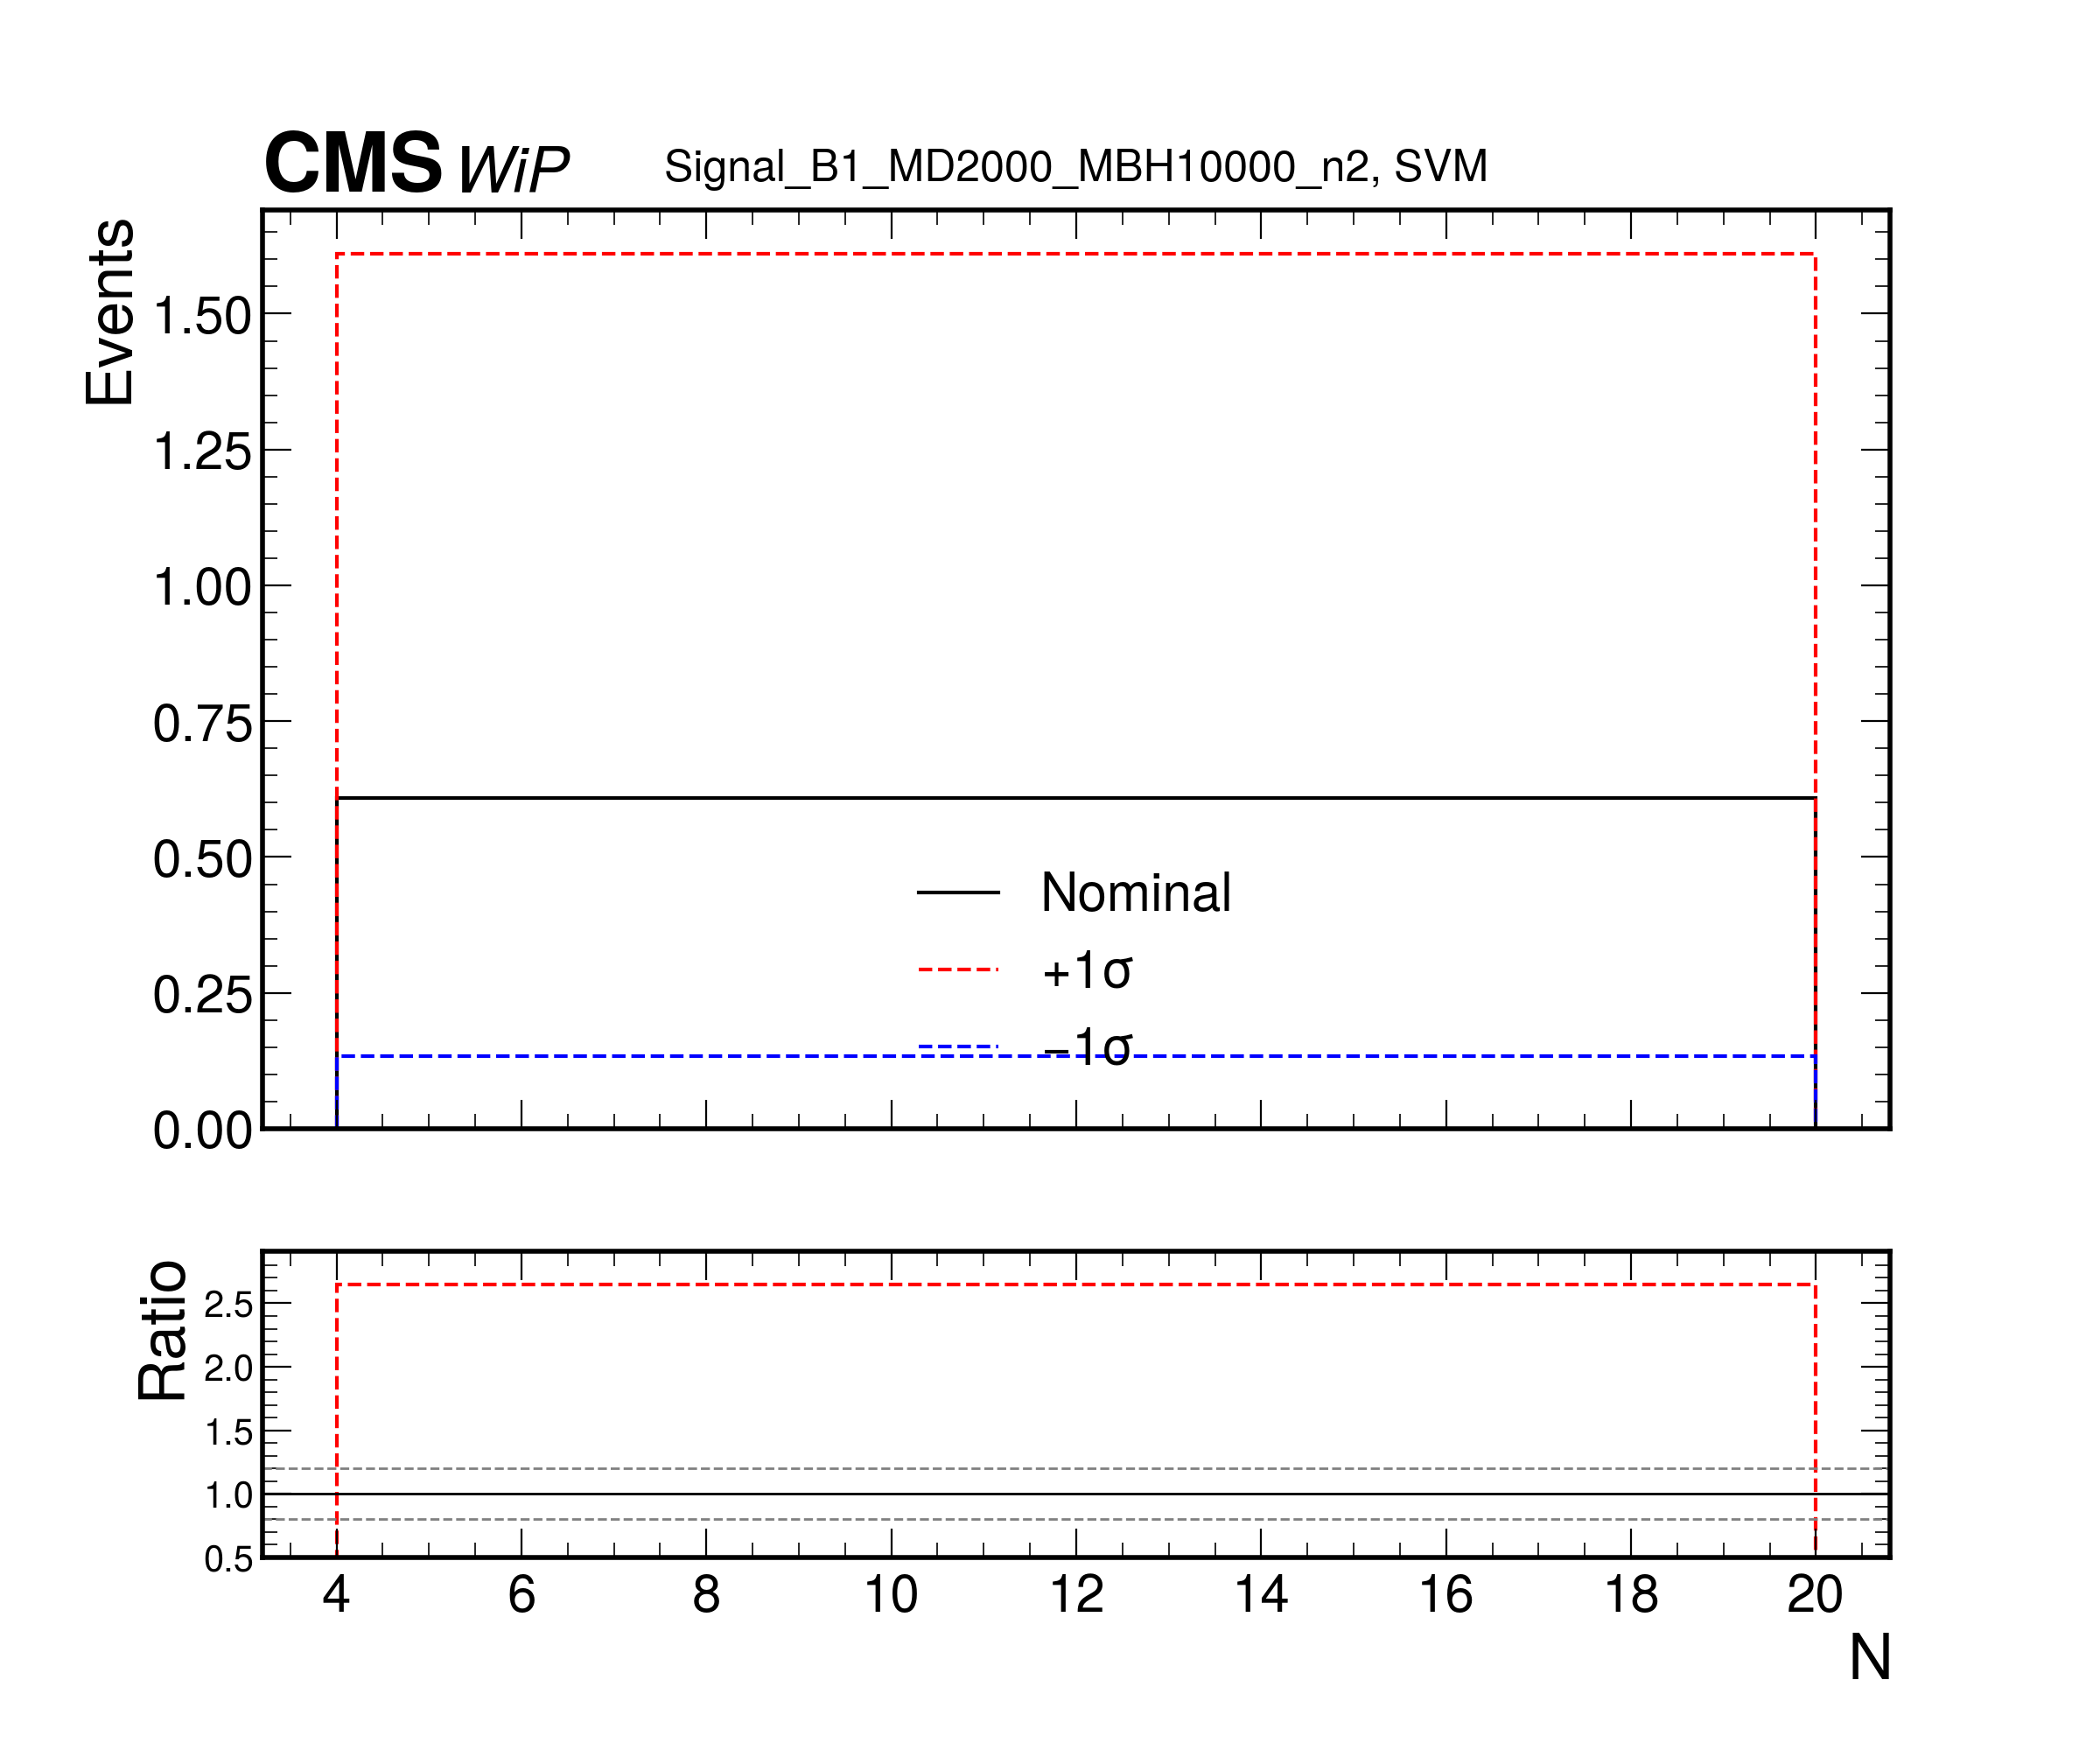 CMS WiP Signal_B1_MD2000_MBH10000_n2, SVM
Events
1.50
1.25
1.00
0.75
0.50
0.25
0.00
Nominal
+1σ
−1σ
Ratio
2.5
2.0
1.5
1.0
0.5
4 6 8 10 12 14 16 18 20
N